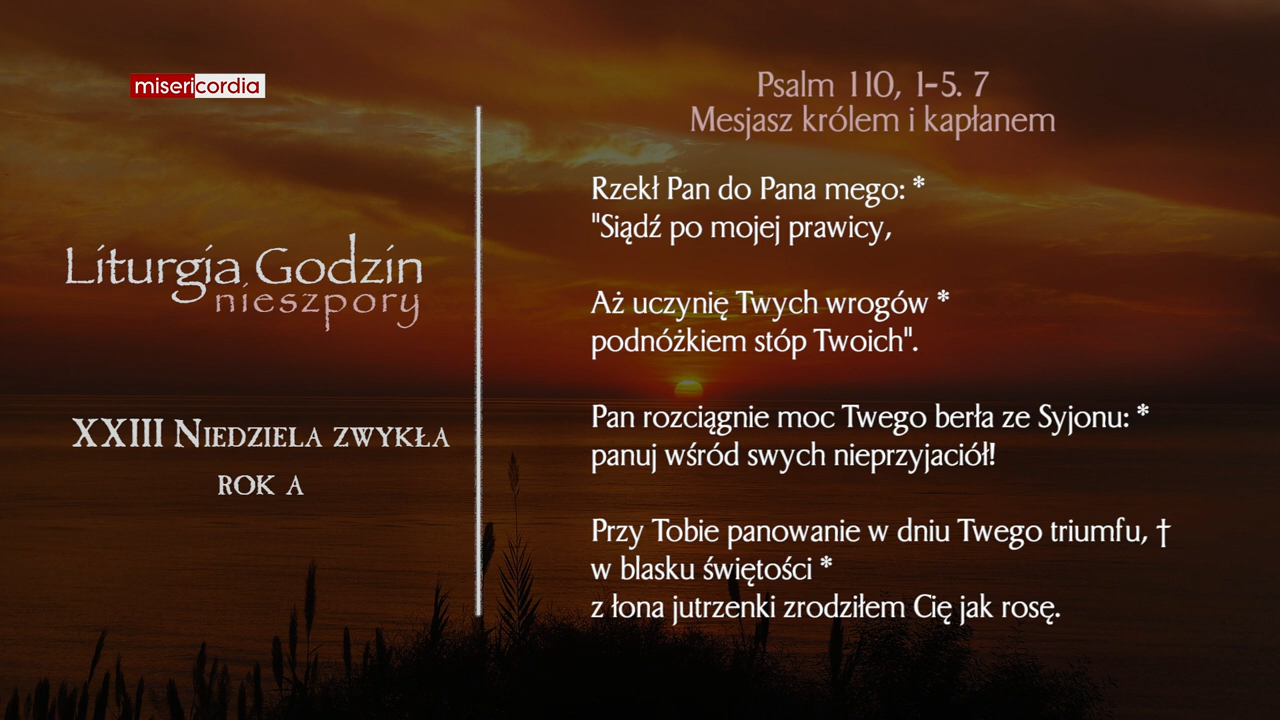 misericordia
Liturgia Godzin
nieszpory
XXIII Niedziela zwykła
rok A
Psalm 110, 1-5. 7
Mesjasz królem i kapłanem
Rzekł Pan do Pana mego: *
"Siądź po mojej prawicy,
Aż uczynię Twych wrogów *
podnóżkiem stóp Twoich".
Pan rozciągnie moc Twego berła ze Syjonu: *
panuj wśród swych nieprzyjaciół!
Przy Tobie panowanie w dniu Twego triumfu, †
w blasku świętości *
z łona jutrzenki zrodziłem Cię jak rosę.